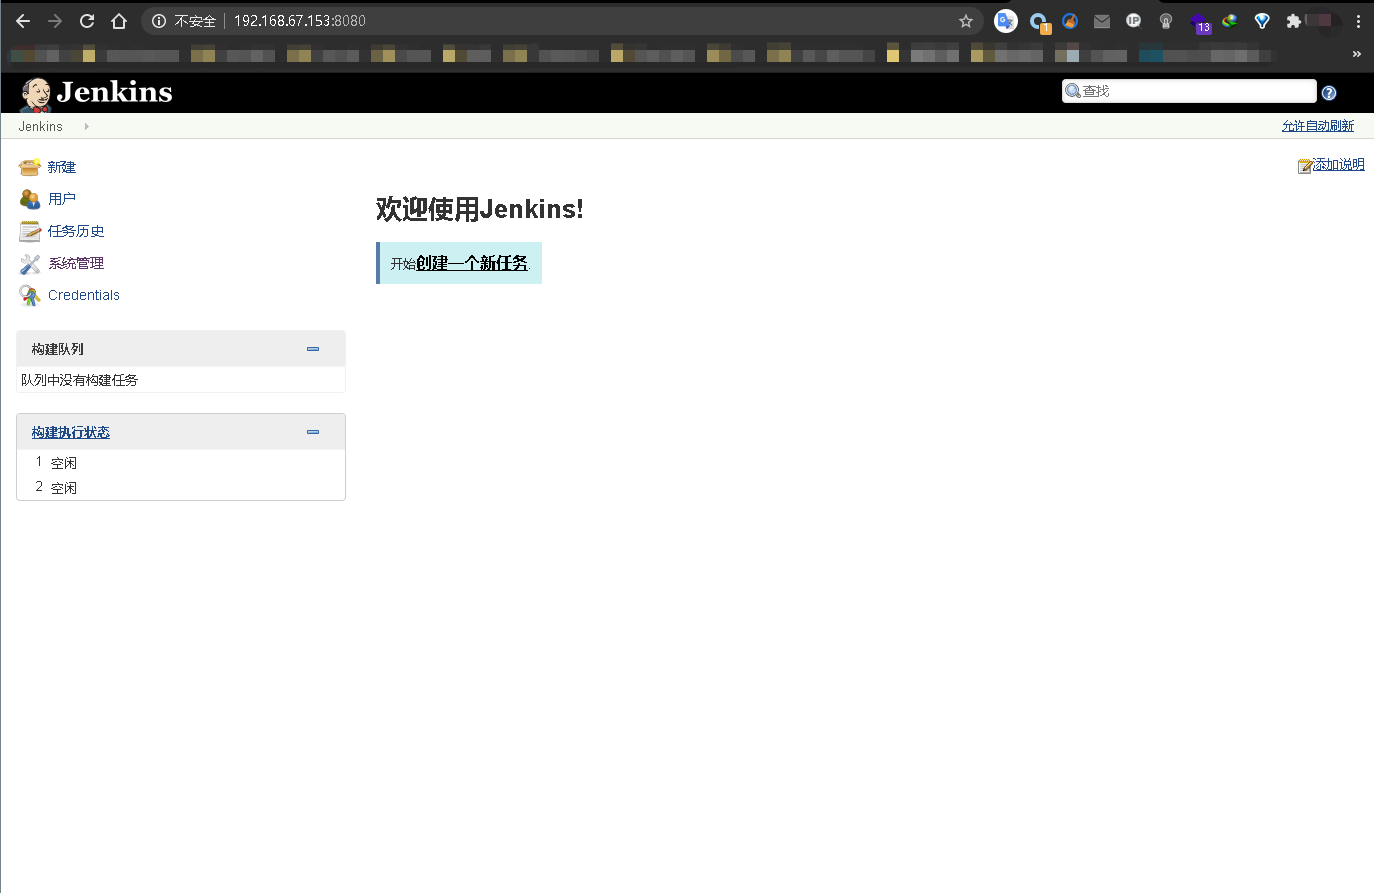 不安全 192.168.67.153:8080
1
IP
13
»
Jenkins
查找
?
Jenkins
允许自动刷新
新建
添加说明
用户
欢迎使用Jenkins!
任务历史
系统管理
开始创建一个新任务.
Credentials
构建队列
队列中没有构建任务
构建执行状态
1 空闲
2 空闲